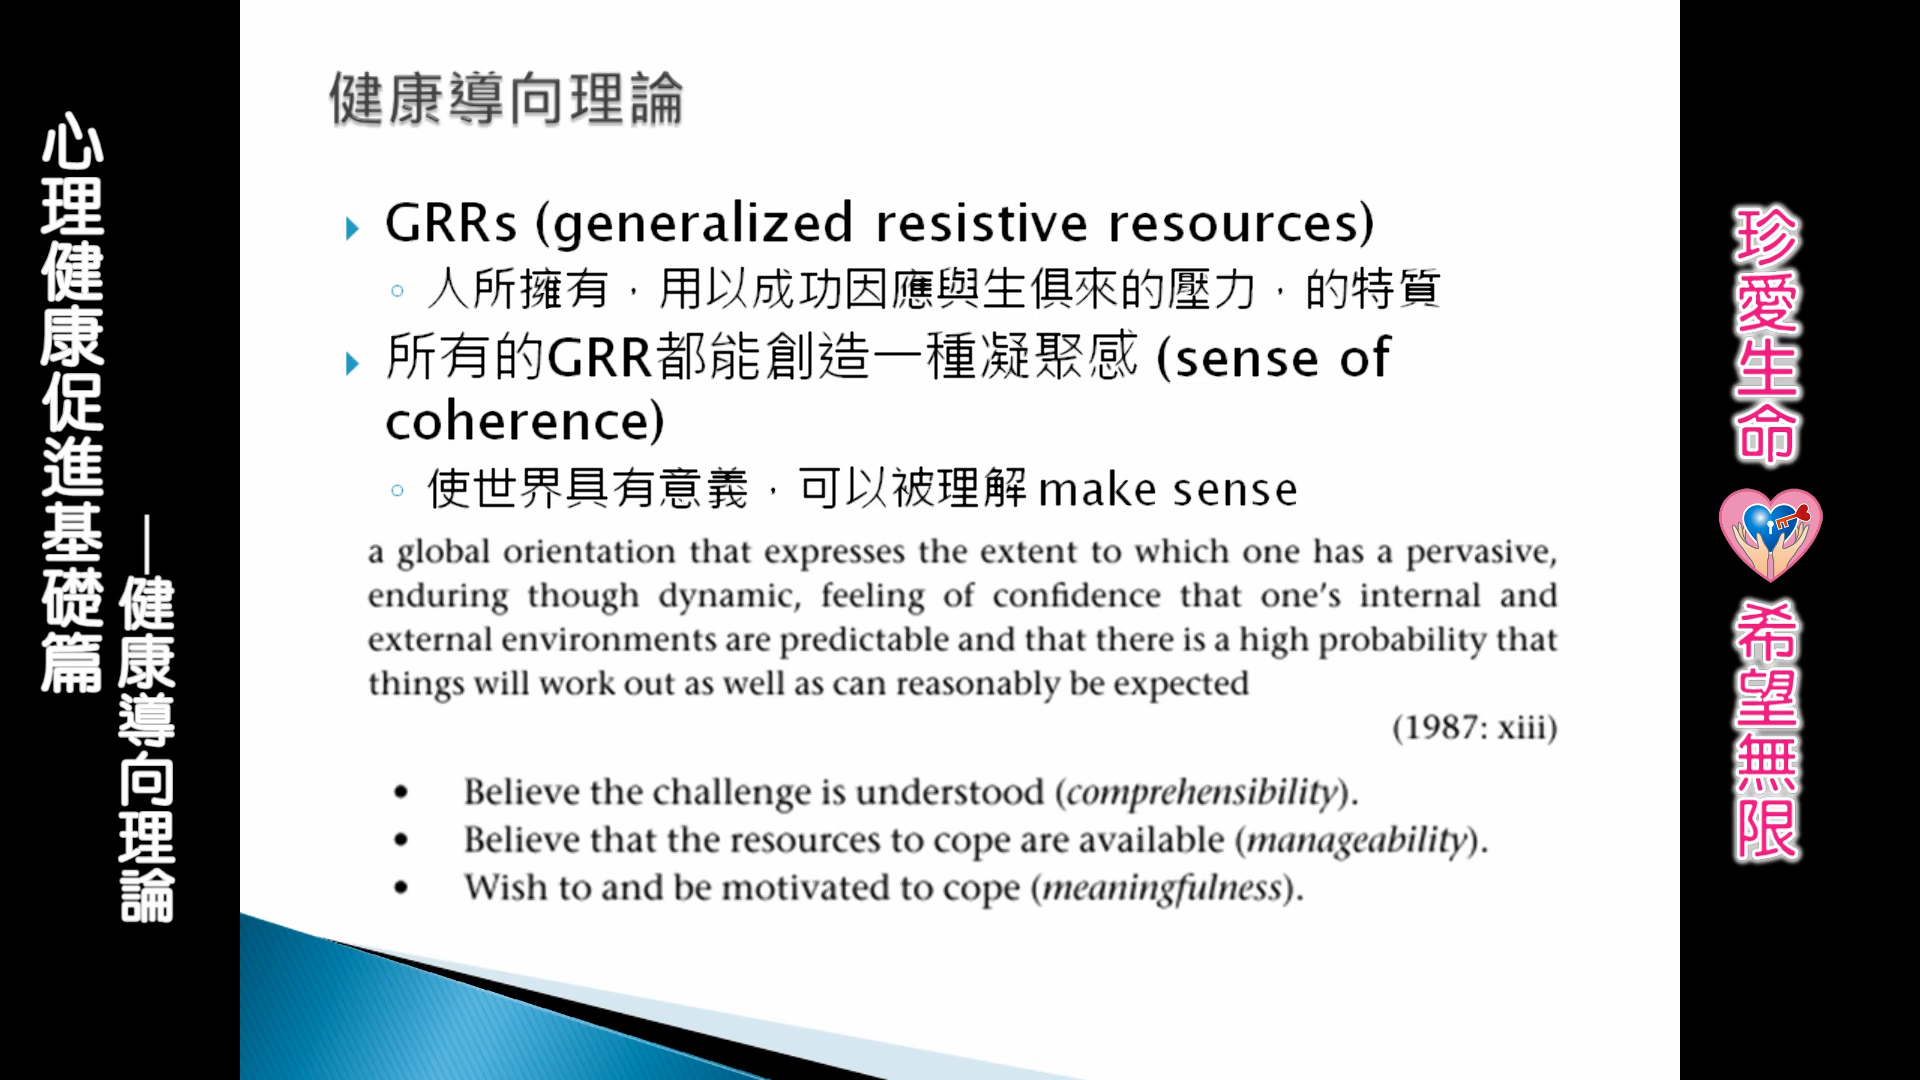 心理健康促進基礎篇
—健康導向理論
健康導向理論
GRRs (generalized resistive resources)
人所擁有，用以成功因應與生俱來的壓力，的特質
所有的GRR都能創造一種凝聚感 (sense of
coherence)
使世界具有意義，可以被理解 make sense
a global orientation that expresses the extent to which one has a pervasive,
enduring though dynamic, feeling of confidence that one’s internal and
external environments are predictable and that there is a high probability that
things will work out as well as can reasonably be expected
(1987: xiii)
• Believe the challenge is understood (comprehensibility).
• Believe that the resources to cope are available (manageability).
• Wish to and be motivated to cope (meaningfulness).
珍愛生命
希望無限